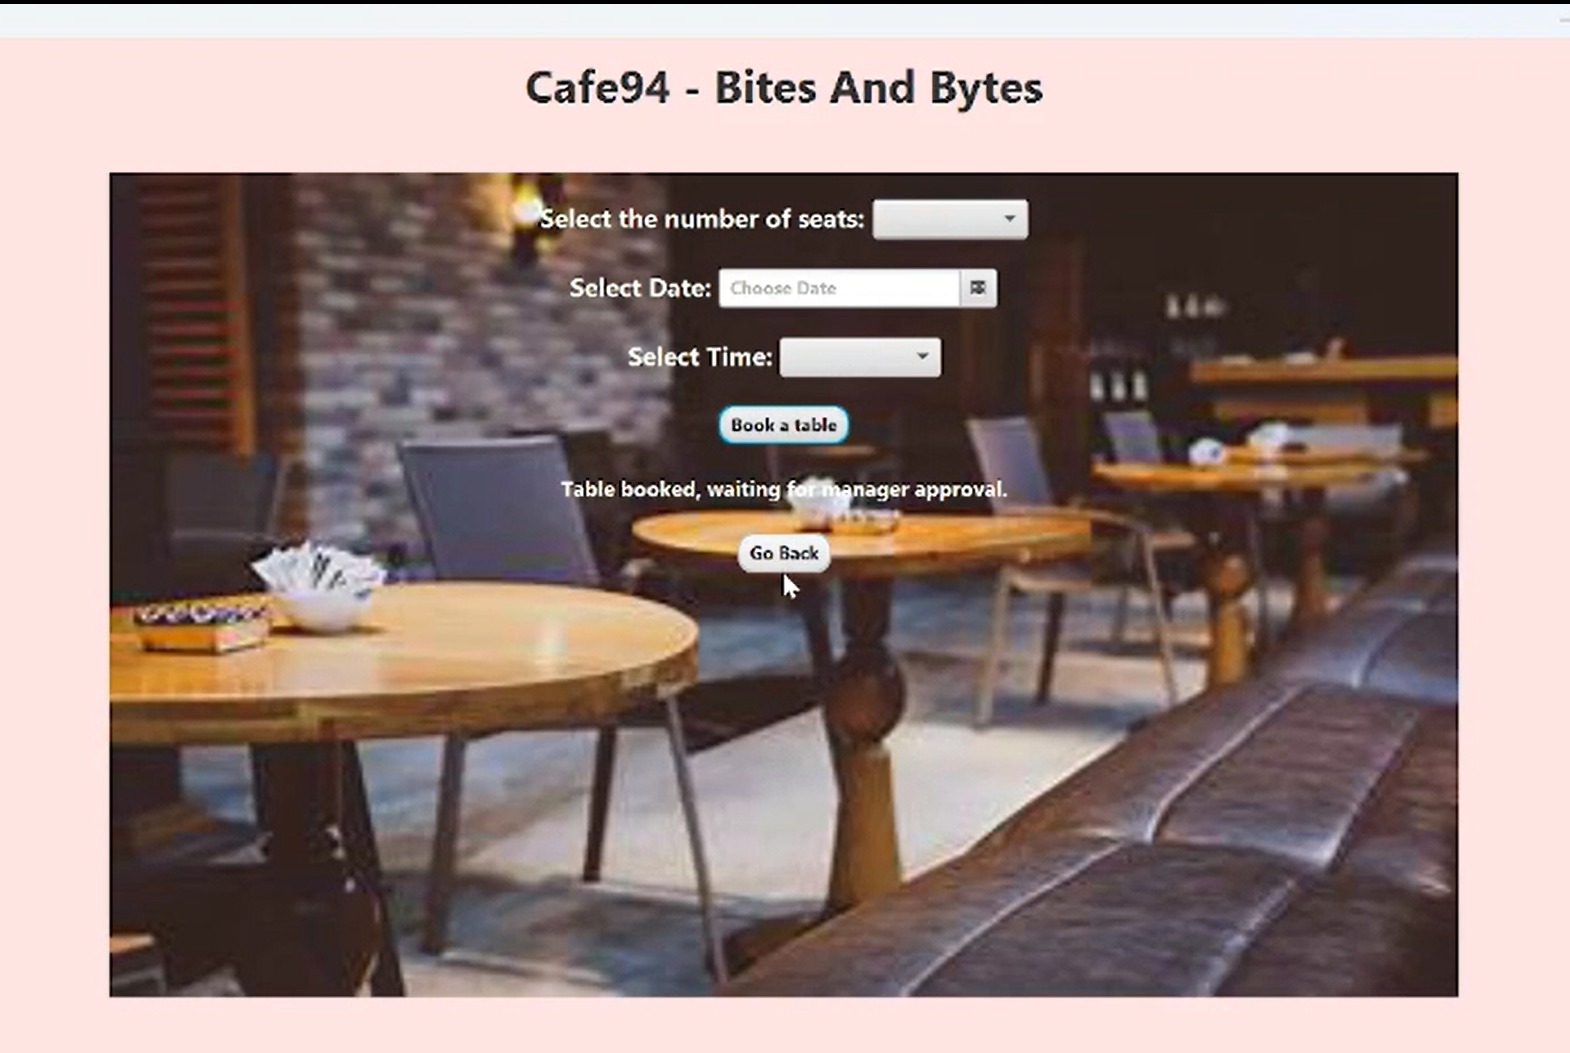 Cafe94 - Bites And Bytes
Select the number of seats:
Select Date: Choose Date
Select Time:
Book a table
Table booked, waiting for manager approval.
Go Back